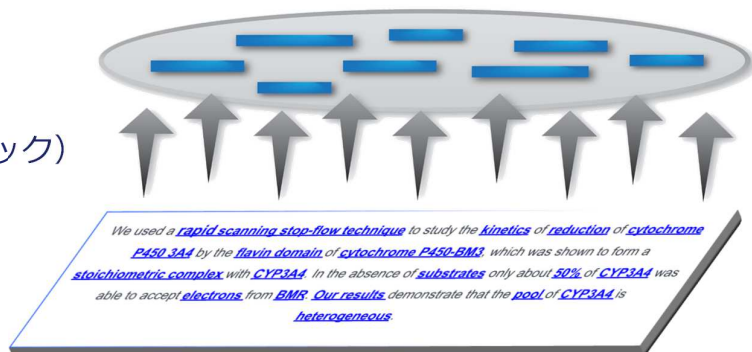 ック)
We used a rapid scanning stop-flow technique to study the kinetics of reduction of cytochrome
P450 3A4 by the flavin domain of cytochrome P450-BM3, which was shown to form a
stoichiometric complex with CYP3A4. In the absence of substrates only about 50% of CYP3A4 was
able to accept electrons from BMR. Our results demonstrate that the pool of CYP3A4 is
heterogeneous.